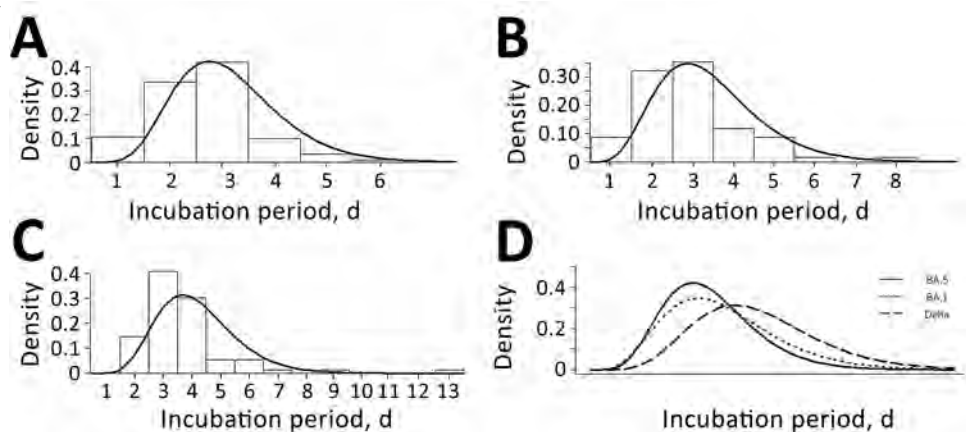 A
Density
0.4
0.3
0.2
0.1
0
1 2 3 4 5 6
Incubation period, d
B
Density
0.30
0.10
0
1 2 3 4 5 6 7 8
Incubation period, d
C
Density
0.4
0.3
0.2
0.1
0
1 2 3 4 5 6 7 8 9 10 11 12 13
Incubation period, d
D
Density
0.4
0.2
0
BA.5
BA.1
Delta
Incubation period, d